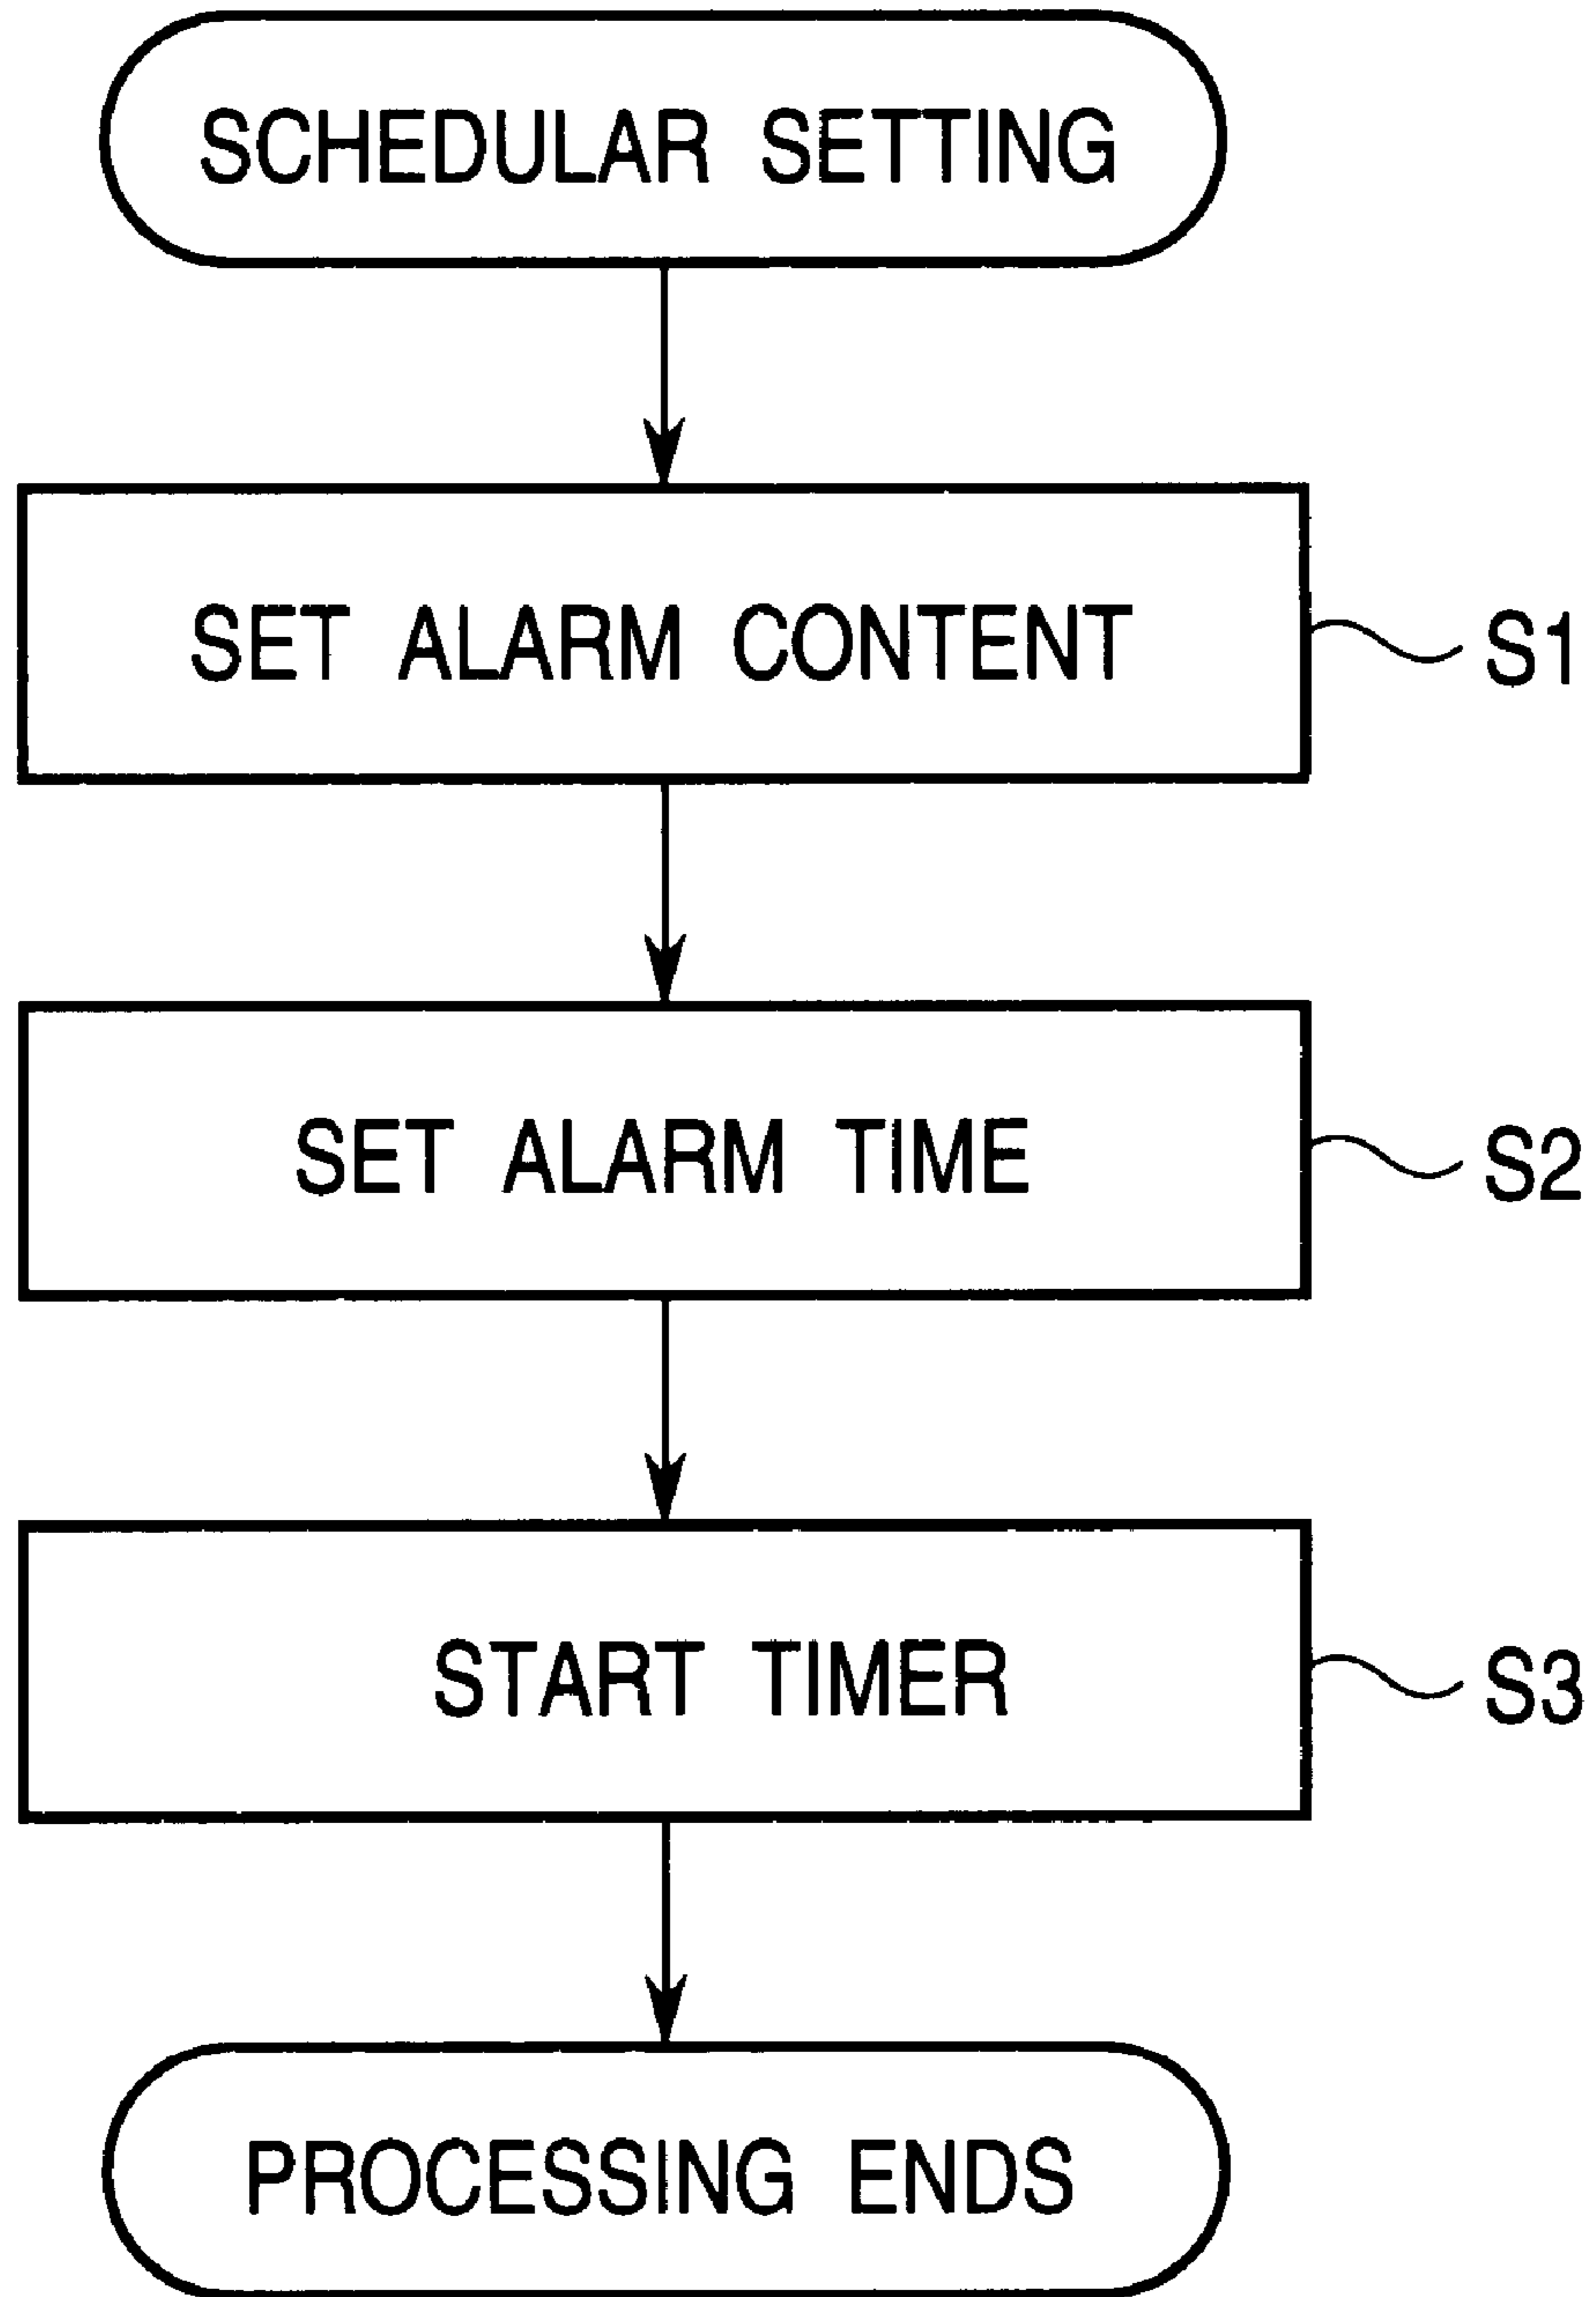 SCHEDULAR SETTING
SET ALARM CONTENT
S1
SET ALARM TIME
S2
START TIMER
S3
PROCESSING ENDS